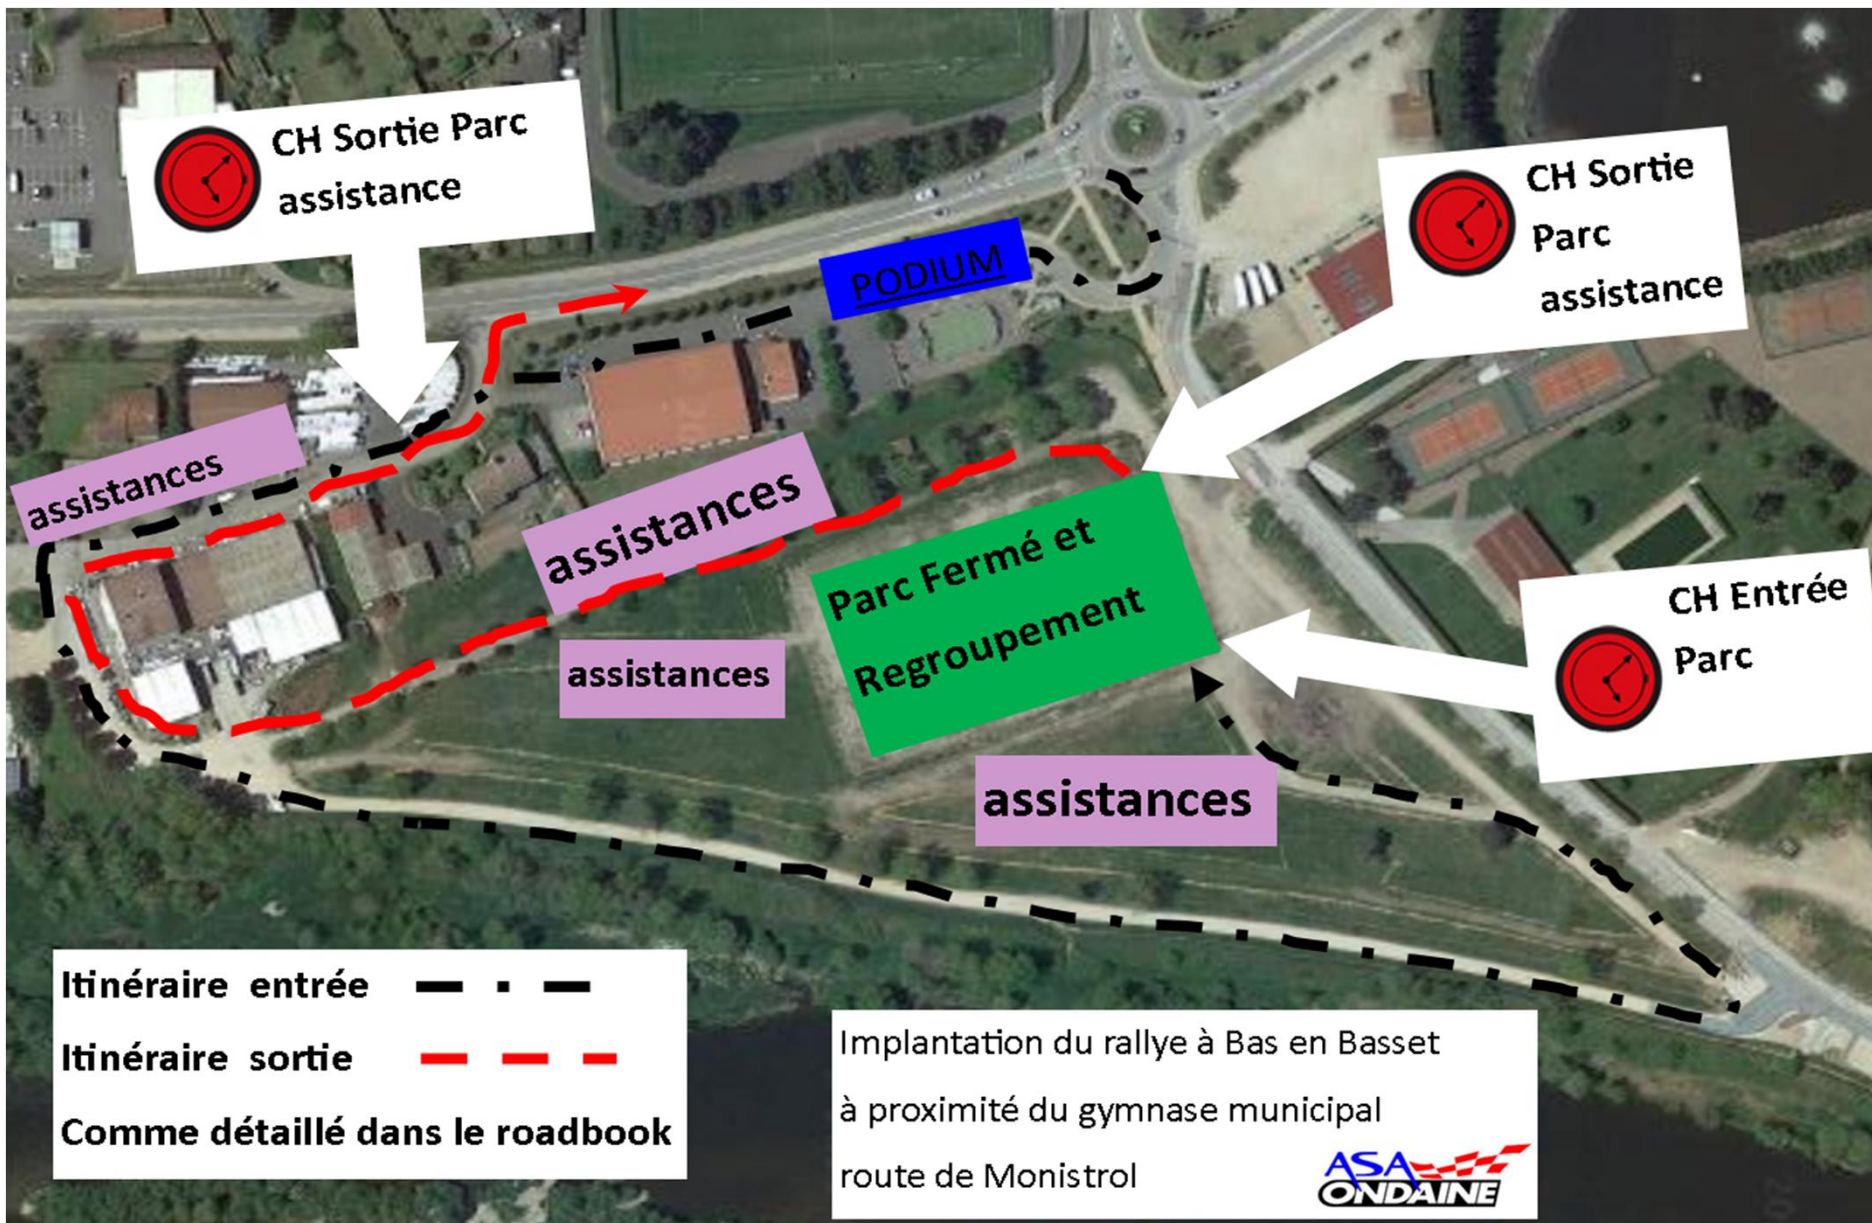 CH Sortie Parc
assistance
CH Sortie
Parc
assistance
PODIUM
assistances
assistances
Parc Fermé et
Regroupement
CH Entrée
Parc
assistances
assistances
Itinéraire entrée
Itinéraire sortie
Comme détaillé dans le roadbook
Implantation du rallye à Bas en Basset
à proximité du gymnase municipal
route de Monistrol
ASA
ONDAINE